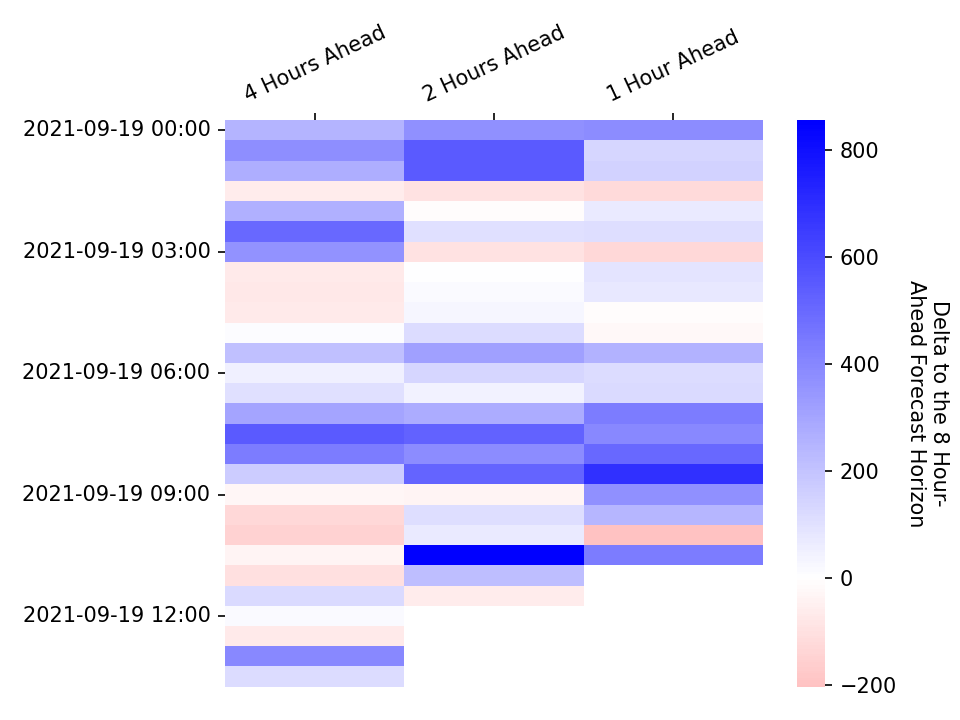 4 Hours Ahead
2 Hours Ahead
1 Hour Ahead
2021-09-19 00:00
2021-09-19 03:00
2021-09-19 06:00
2021-09-19 09:00
2021-09-19 12:00
800
600
400
200
0
−200
Delta to the 8 Hour-
Ahead Forecast Horizon